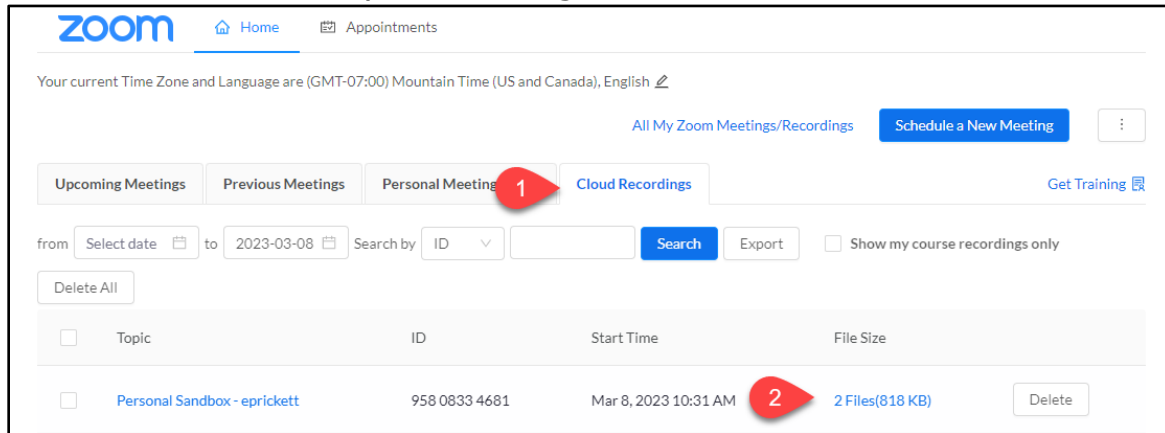 zoom Home Appointments
Your current Time Zone and Language are (GMT-07:00) Mountain Time (US and Canada), English
All My Zoom Meetings/Recordings Schedule a New Meeting
Upcoming Meetings Previous Meetings Personal Meeting 1 Cloud Recordings Get Training
from Select date to 2023-03-08 Search by ID Search Export Show my course recordings only
Delete All
Topic ID Start Time File Size
Personal Sandbox - eprickett 958 0833 4681 Mar 8, 2023 10:31 AM 2 2 Files(818 KB) Delete